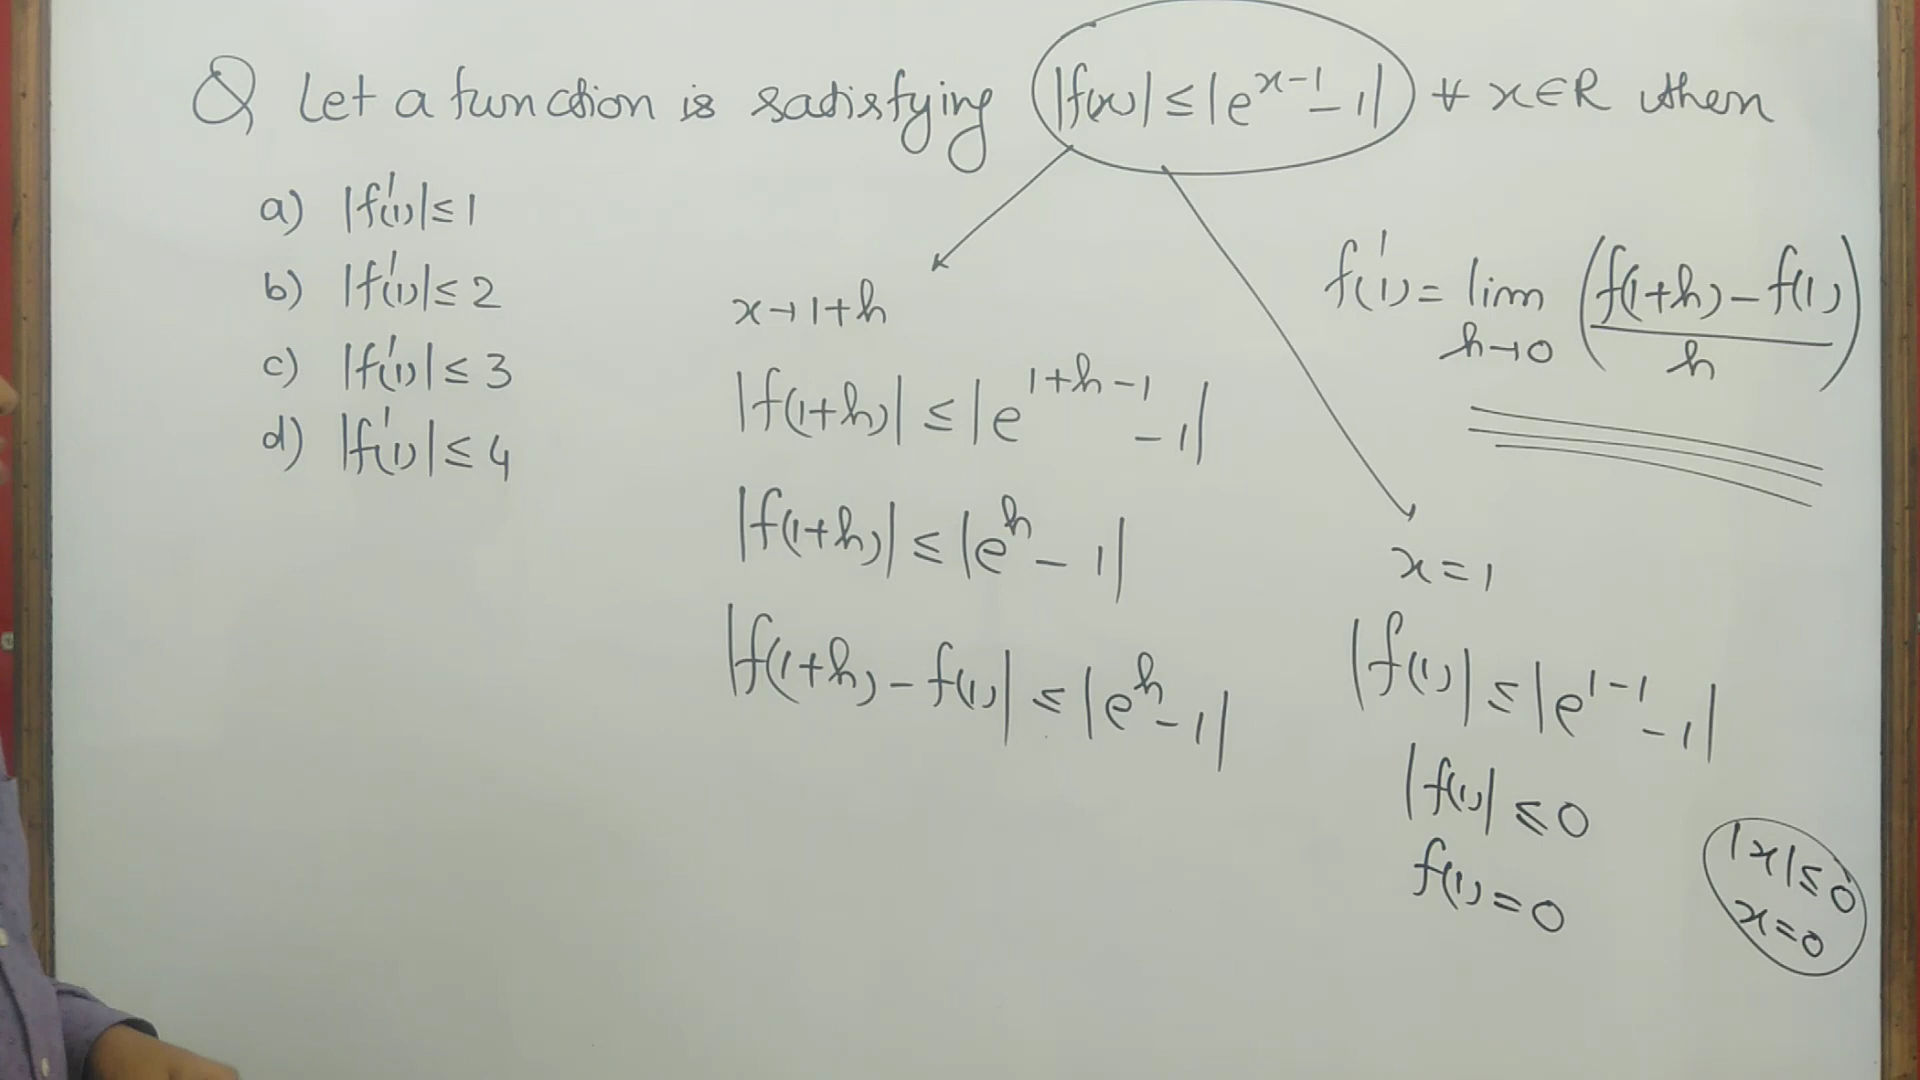 Q Let a function is satisfying |f(x)| ≤ |e^{x-1} - 1| ∀ x∈R then
a) |f'(1)| ≤ 1
b) |f'(1)| ≤ 2
c) |f'(1)| ≤ 3
d) |f'(1)| ≤ 4
x→1+h
|f(1+h)| ≤ |e^{1+h-1} - 1|
|f(1+h)| ≤ |e^h - 1|
|f(1+h) - f(1)| ≤ |e^h - 1|
f'(1) = lim_{h→0} (f(1+h) - f(1) / h)
x = 1
|f(1)| ≤ |e^{1-1} - 1|
|f(1)| ≤ 0
f(1) = 0
|x| ≤ 0
x = 0